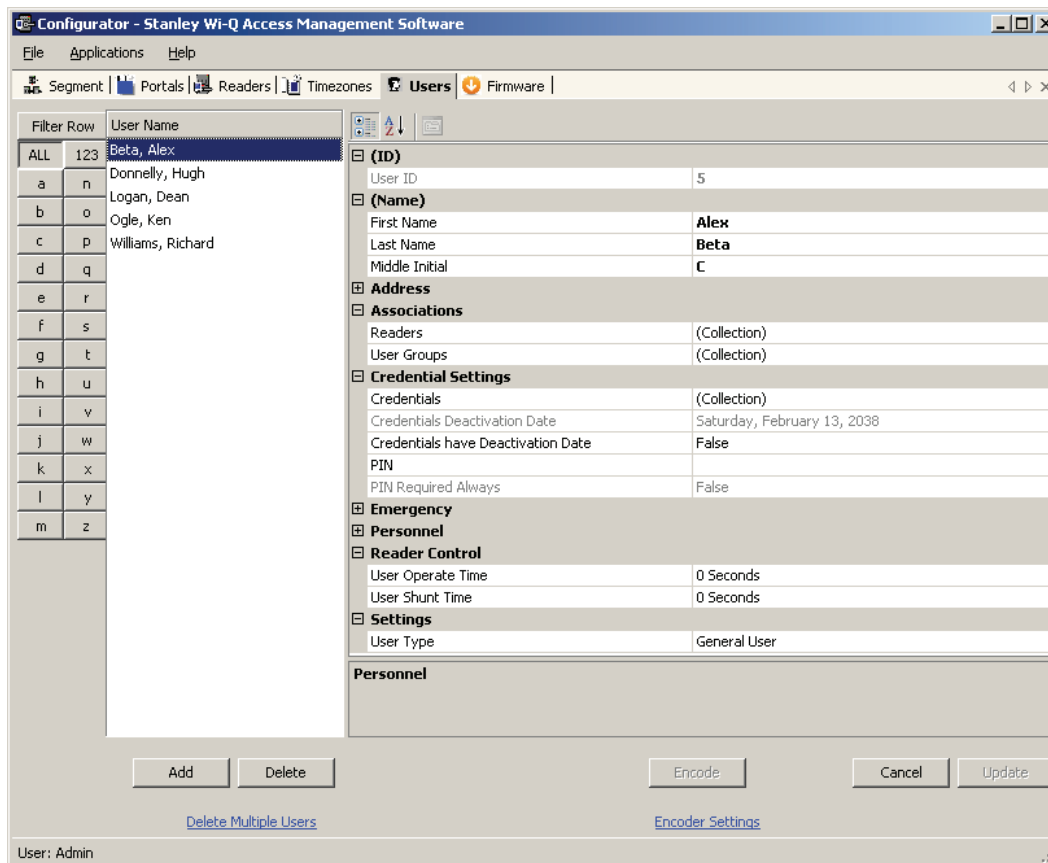 Configurator - Stanley Wi-Q Access Management Software
File Applications Help
Segment Portals Readers Timezones Users Firmware
Filter Row
ALL 123
a n
b o
c p
d q
e r
f s
g t
h u
i v
j w
k x
l y
m z
User Name
Beta, Alex
Donnelly, Hugh
Logan, Dean
Ogle, Ken
Williams, Richard
(ID)
User ID 5
(Name)
First Name Alex
Last Name Beta
Middle Initial C
Address
Associations
Readers (Collection)
User Groups (Collection)
Credential Settings
Credentials (Collection)
Credentials Deactivation Date Saturday, February 13, 2038
Credentials have Deactivation Date False
PIN
PIN Required Always False
Emergency
Personnel
Reader Control
User Operate Time 0 Seconds
User Shunt Time 0 Seconds
Settings
User Type General User
Personnel
Add Delete Encode Cancel Update
Delete Multiple Users Encoder Settings
User: Admin